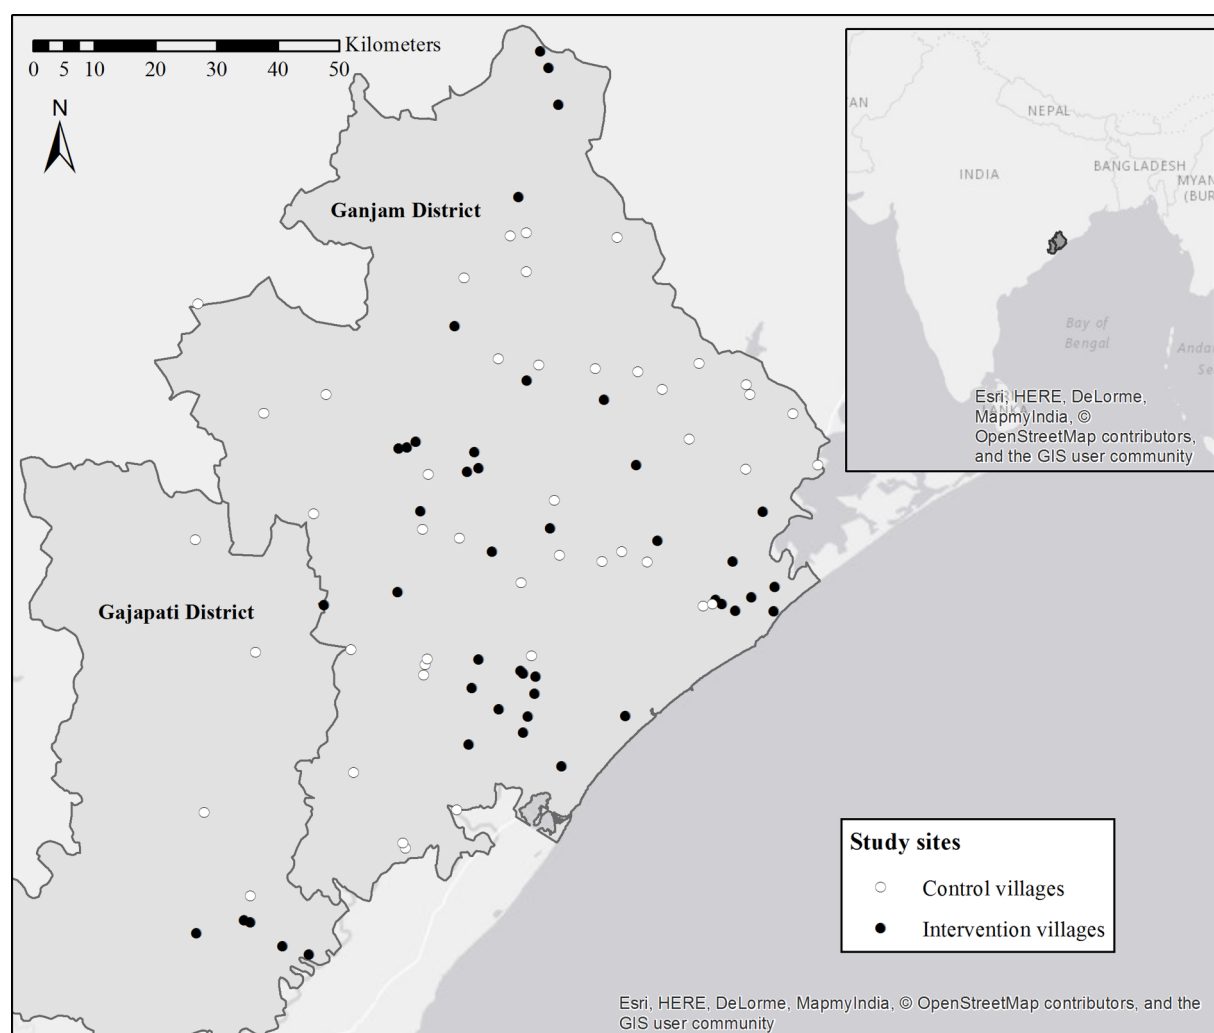 Kilometers
0 5 10 20 30 40 50
N
Ganjam District
Gajapati District
AN
NEPAL
BANGLADESH
INDIA
MYAN
(BUR
Bay of
Bengal
Anda
Se
LANKA
Esri, HERE, DeLorme,
MapmyIndia, ©
OpenStreetMap contributors,
and the GIS user community
Study sites
Control villages
Intervention villages
Esri, HERE, DeLorme, MapmyIndia, © OpenStreetMap contributors, and the
GIS user community